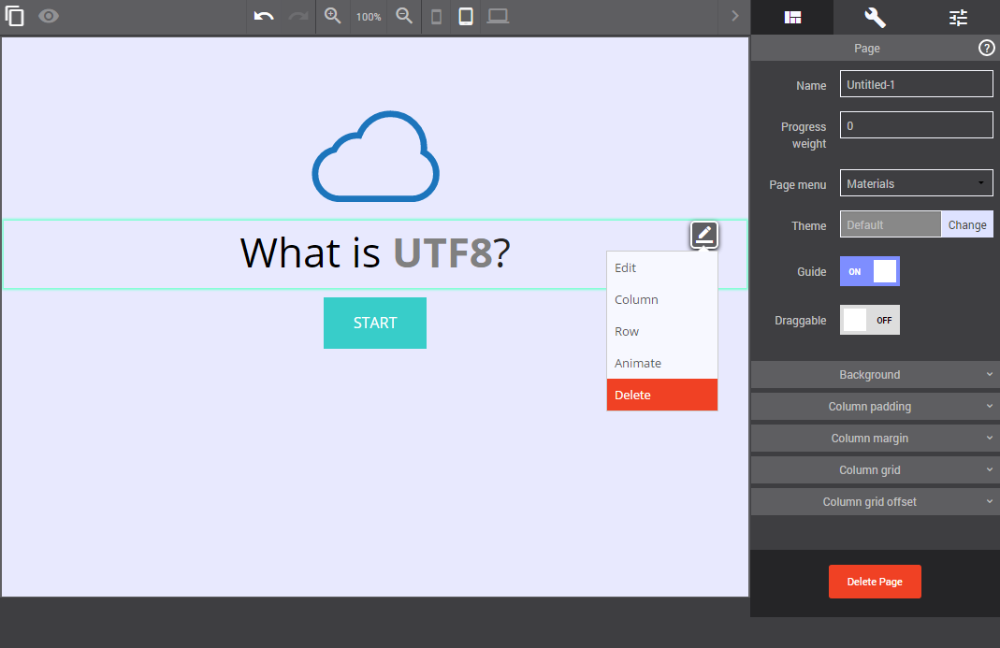 100%
What is UTF8?
START
Edit
Column
Row
Animate
Delete
Page
?
Name
Untitled-1
Progress
weight
0
Page menu
Materials
Theme
Default
Change
Guide
ON
Draggable
OFF
Background
Column padding
Column margin
Column grid
Column grid offset
Delete Page